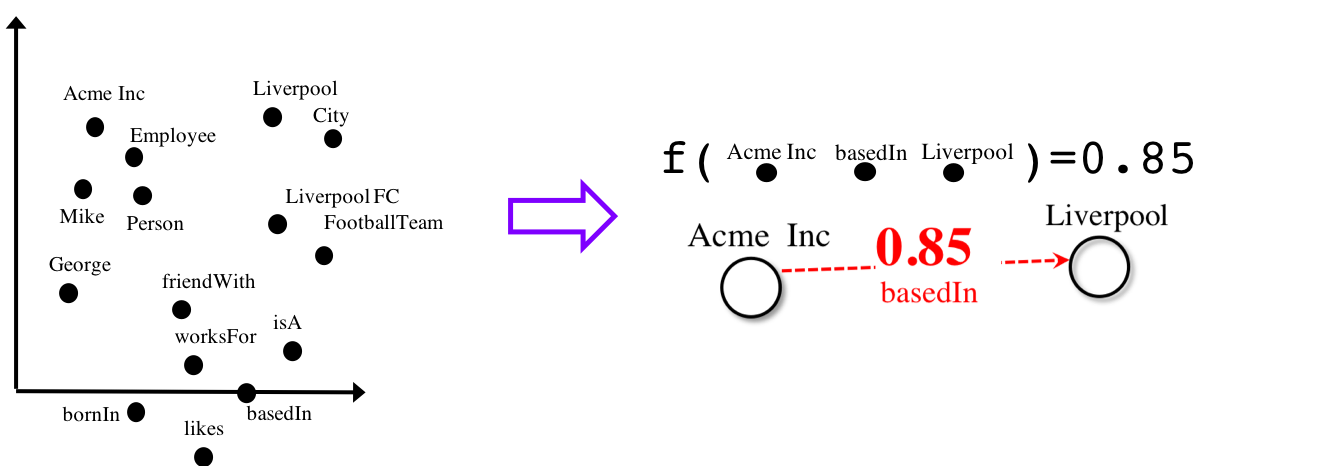 Acme Inc
Liverpool
City
Employee
Mike
Person
Liverpool FC
FootballTeam
George
friendWith
worksFor
isA
bornIn
basedIn
likes
f( Acme Inc basedIn Liverpool )=0.85
Acme Inc
0.85
basedIn
Liverpool